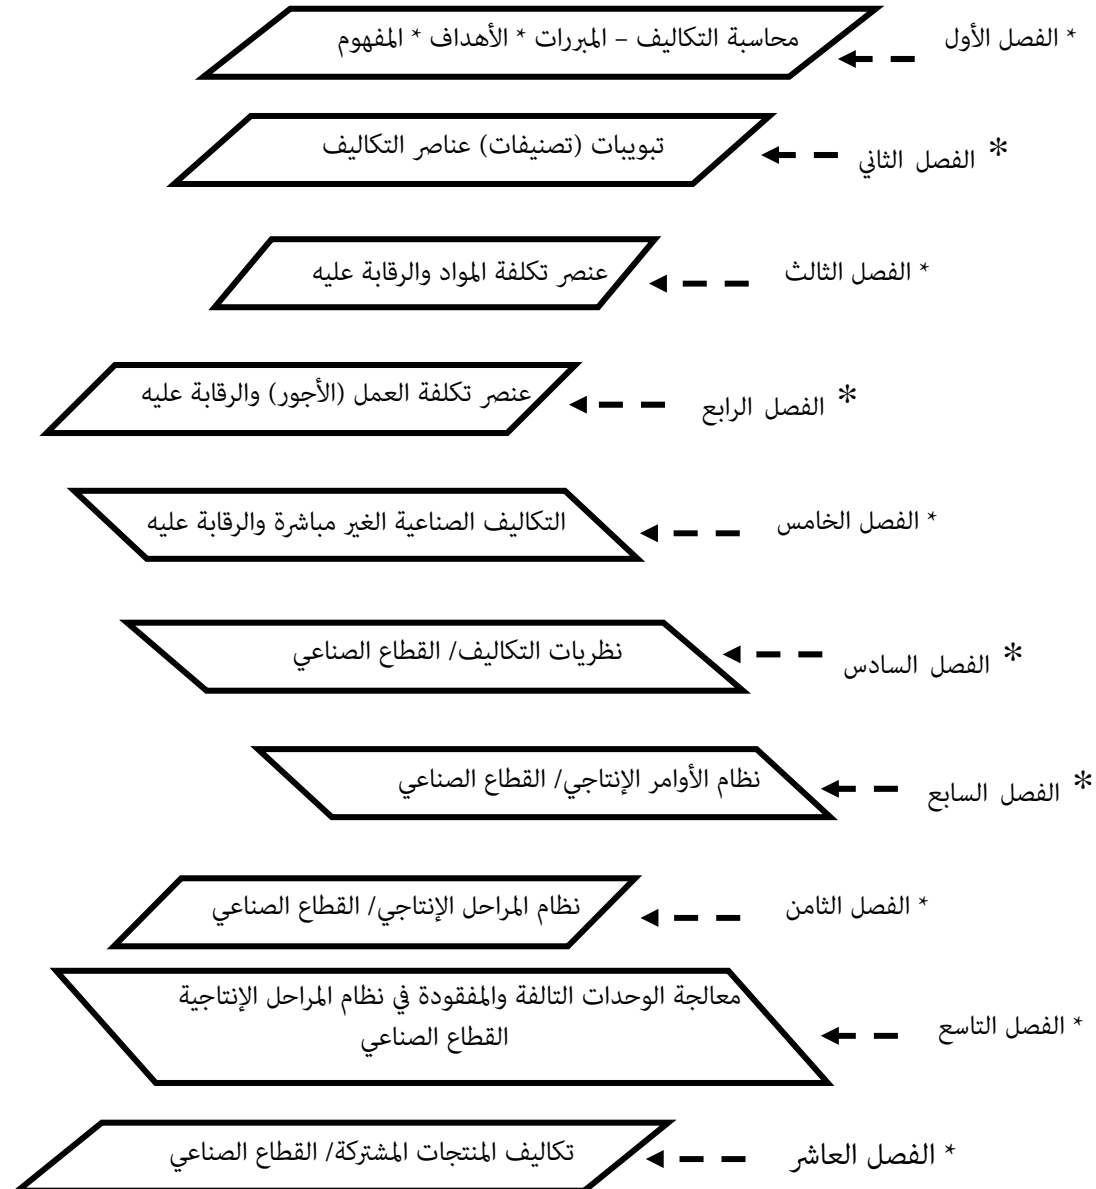 * الفصل الأول
محاسبة التكاليف – المبررات * الأهداف * المفهوم
* الفصل الثاني
تبويبات (تصنيفات) عناصر التكاليف
* الفصل الثالث
عنصر تكلفة المواد والرقابة عليه
* الفصل الرابع
عنصر تكلفة العمل (الأجور) والرقابة عليه
* الفصل الخامس
التكاليف الصناعية الغير مباشرة والرقابة عليه
* الفصل السادس
نظريات التكاليف/ القطاع الصناعي
* الفصل السابع
نظام الأوامر الإنتاجي/ القطاع الصناعي
* الفصل الثامن
نظام المراحل الإنتاجي/ القطاع الصناعي
* الفصل التاسع
معالجة الوحدات التالفة والمفقودة في نظام المراحل الإنتاجية
القطاع الصناعي
* الفصل العاشر
تكاليف المنتجات المشتركة/ القطاع الصناعي